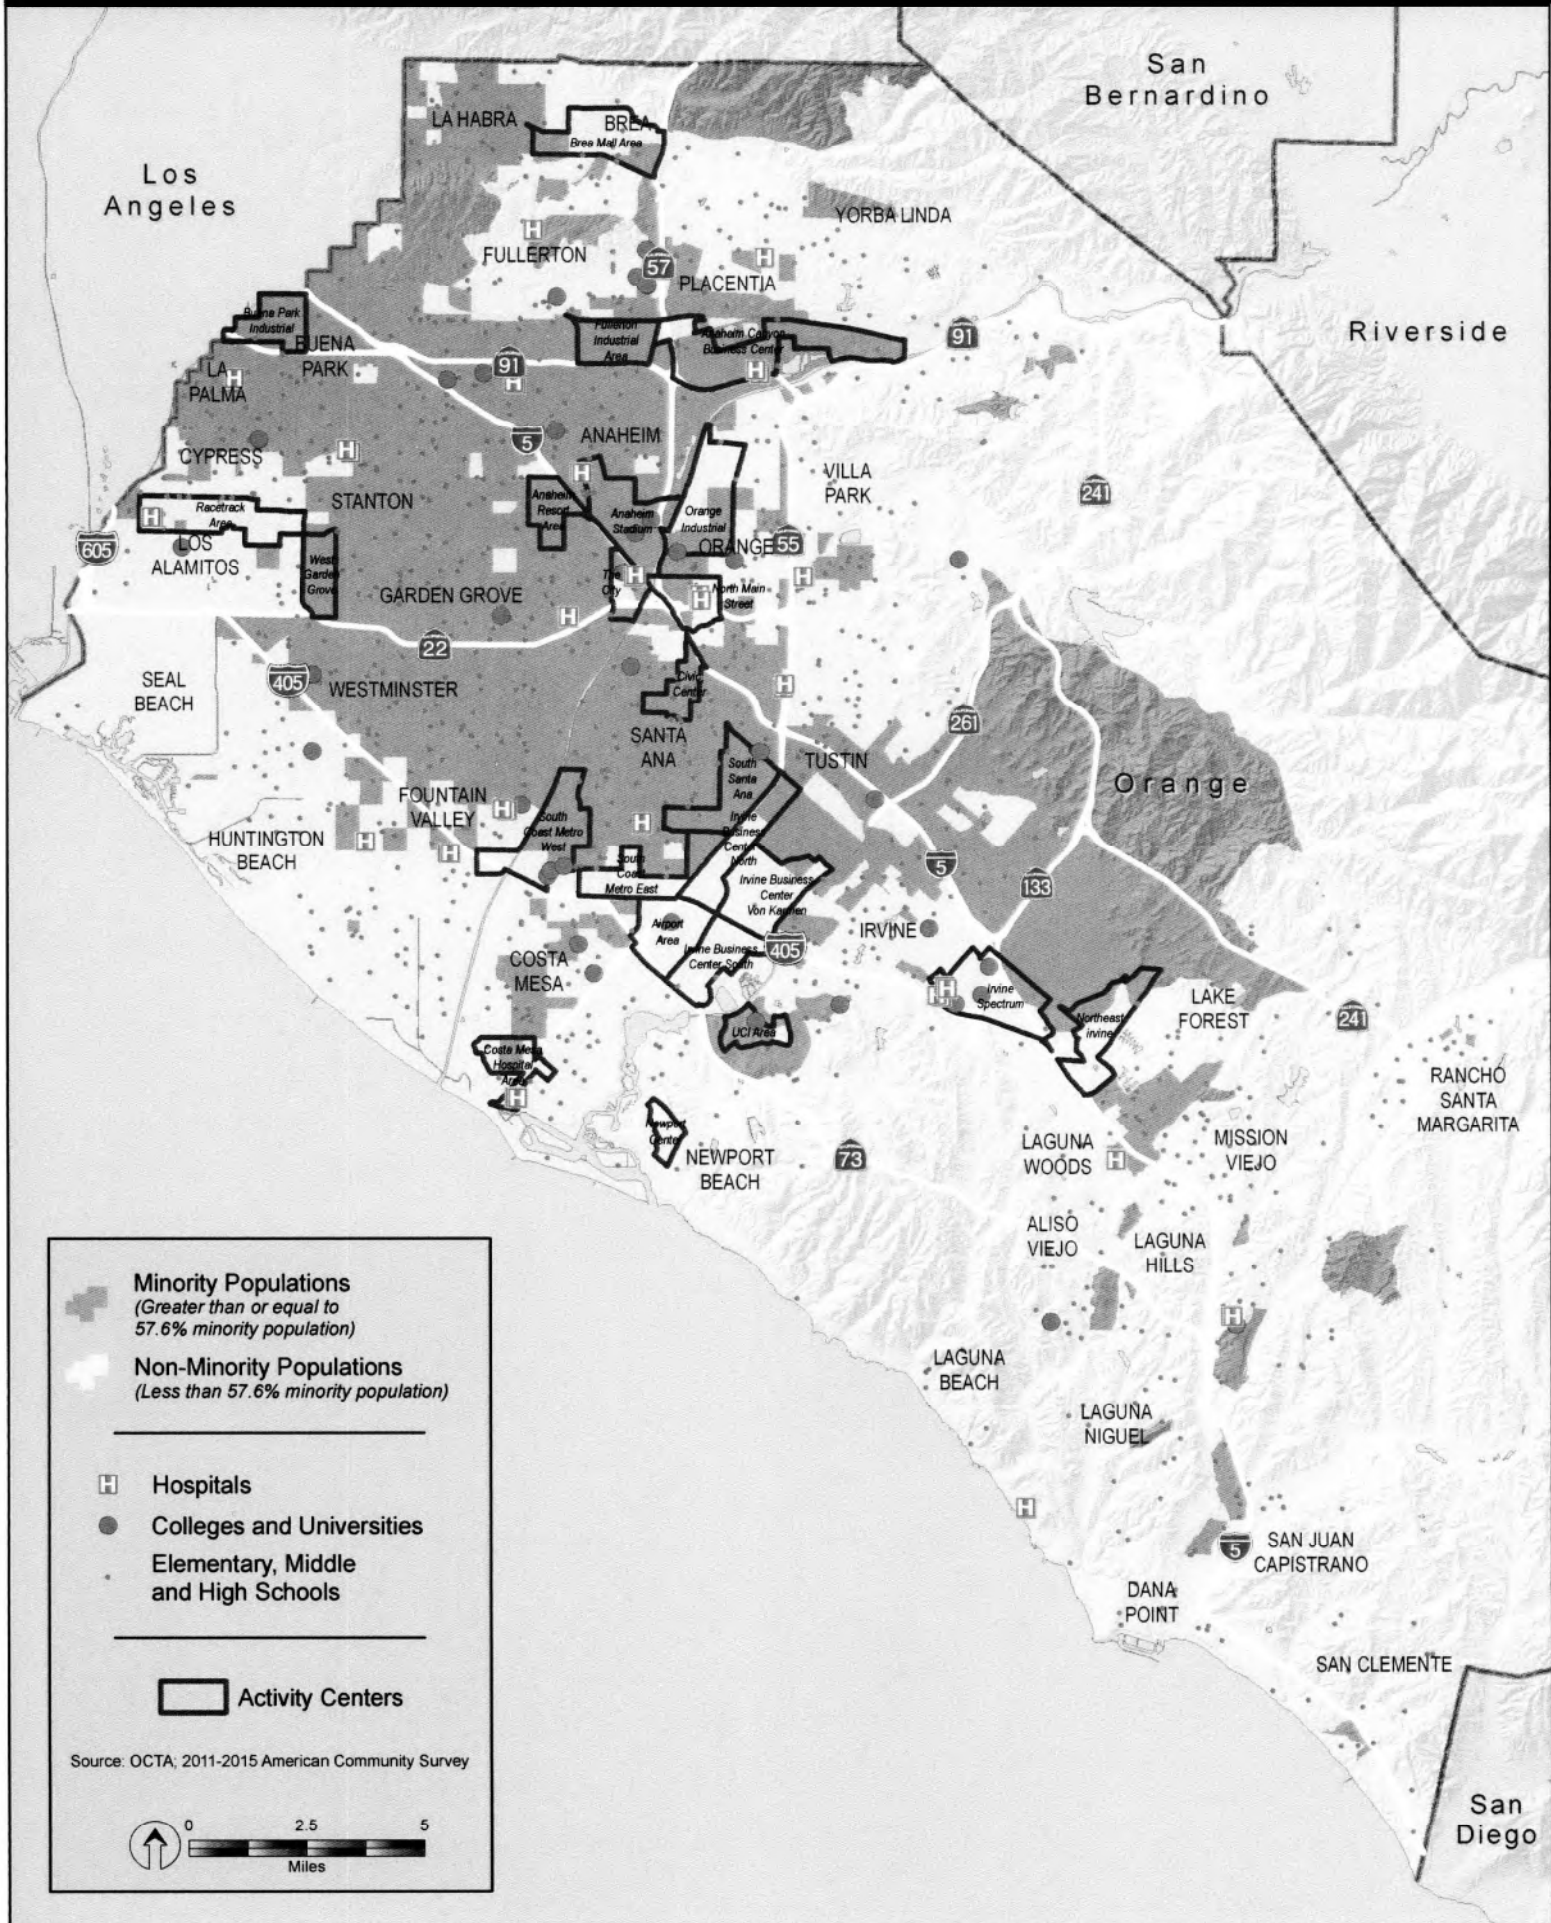 San
Bernardino
LA HABRA
BREA
Brea Mall Area
Los
Angeles
YORBA LINDA
FULLERTON
57
PLACENTIA
Buena Park
Industrial
Fullerton
Industrial
Area
Anaheim Canyon
Business Center
91
Riverside
BUENA
PARK
91
LA
PALMA
5
ANAHEIM
CYPRESS
VILLA
PARK
241
STANTON
Racetrack
Area
Anaheim
Resort
Area
Anaheim
Stadium
Orange
Industrial
605
LOS
ALAMITOS
ORANGE
55
West
Garden
Grove
GARDEN GROVE
The
City
North Main
Street
22
SEAL
BEACH
405
WESTMINSTER
Civic
Center
261
SANTA
ANA
TUSTIN
South
Santa
Ana
Orange
FOUNTAIN
VALLEY
HUNTINGTON
BEACH
South
Coast Metro
West
Irvine
Business
Center
North
South
Coast
Metro East
Irvine Business
Center
Von Karman
5
133
Airport
Area
IRVINE
Irvine Business
Center South
405
COSTA
MESA
Irvine
Spectrum
LAKE
FOREST
241
Northeast
Irvine
UCI Area
Costa Mesa
Hospital
Area
RANCHO
SANTA
MARGARITA
Newport
Center
NEWPORT
BEACH
73
LAGUNA
WOODS
MISSION
VIEJO
ALISO
VIEJO
LAGUNA
HILLS
LAGUNA
BEACH
LAGUNA
NIGUEL
5
SAN JUAN
CAPISTRANO
DANA
POINT
SAN CLEMENTE
San
Diego
Minority Populations
(Greater than or equal to
57.6% minority population)
Non-Minority Populations
(Less than 57.6% minority population)
H Hospitals
Colleges and Universities
Elementary, Middle
and High Schools
Activity Centers
Source: OCTA; 2011-2015 American Community Survey
0 2.5 5
Miles